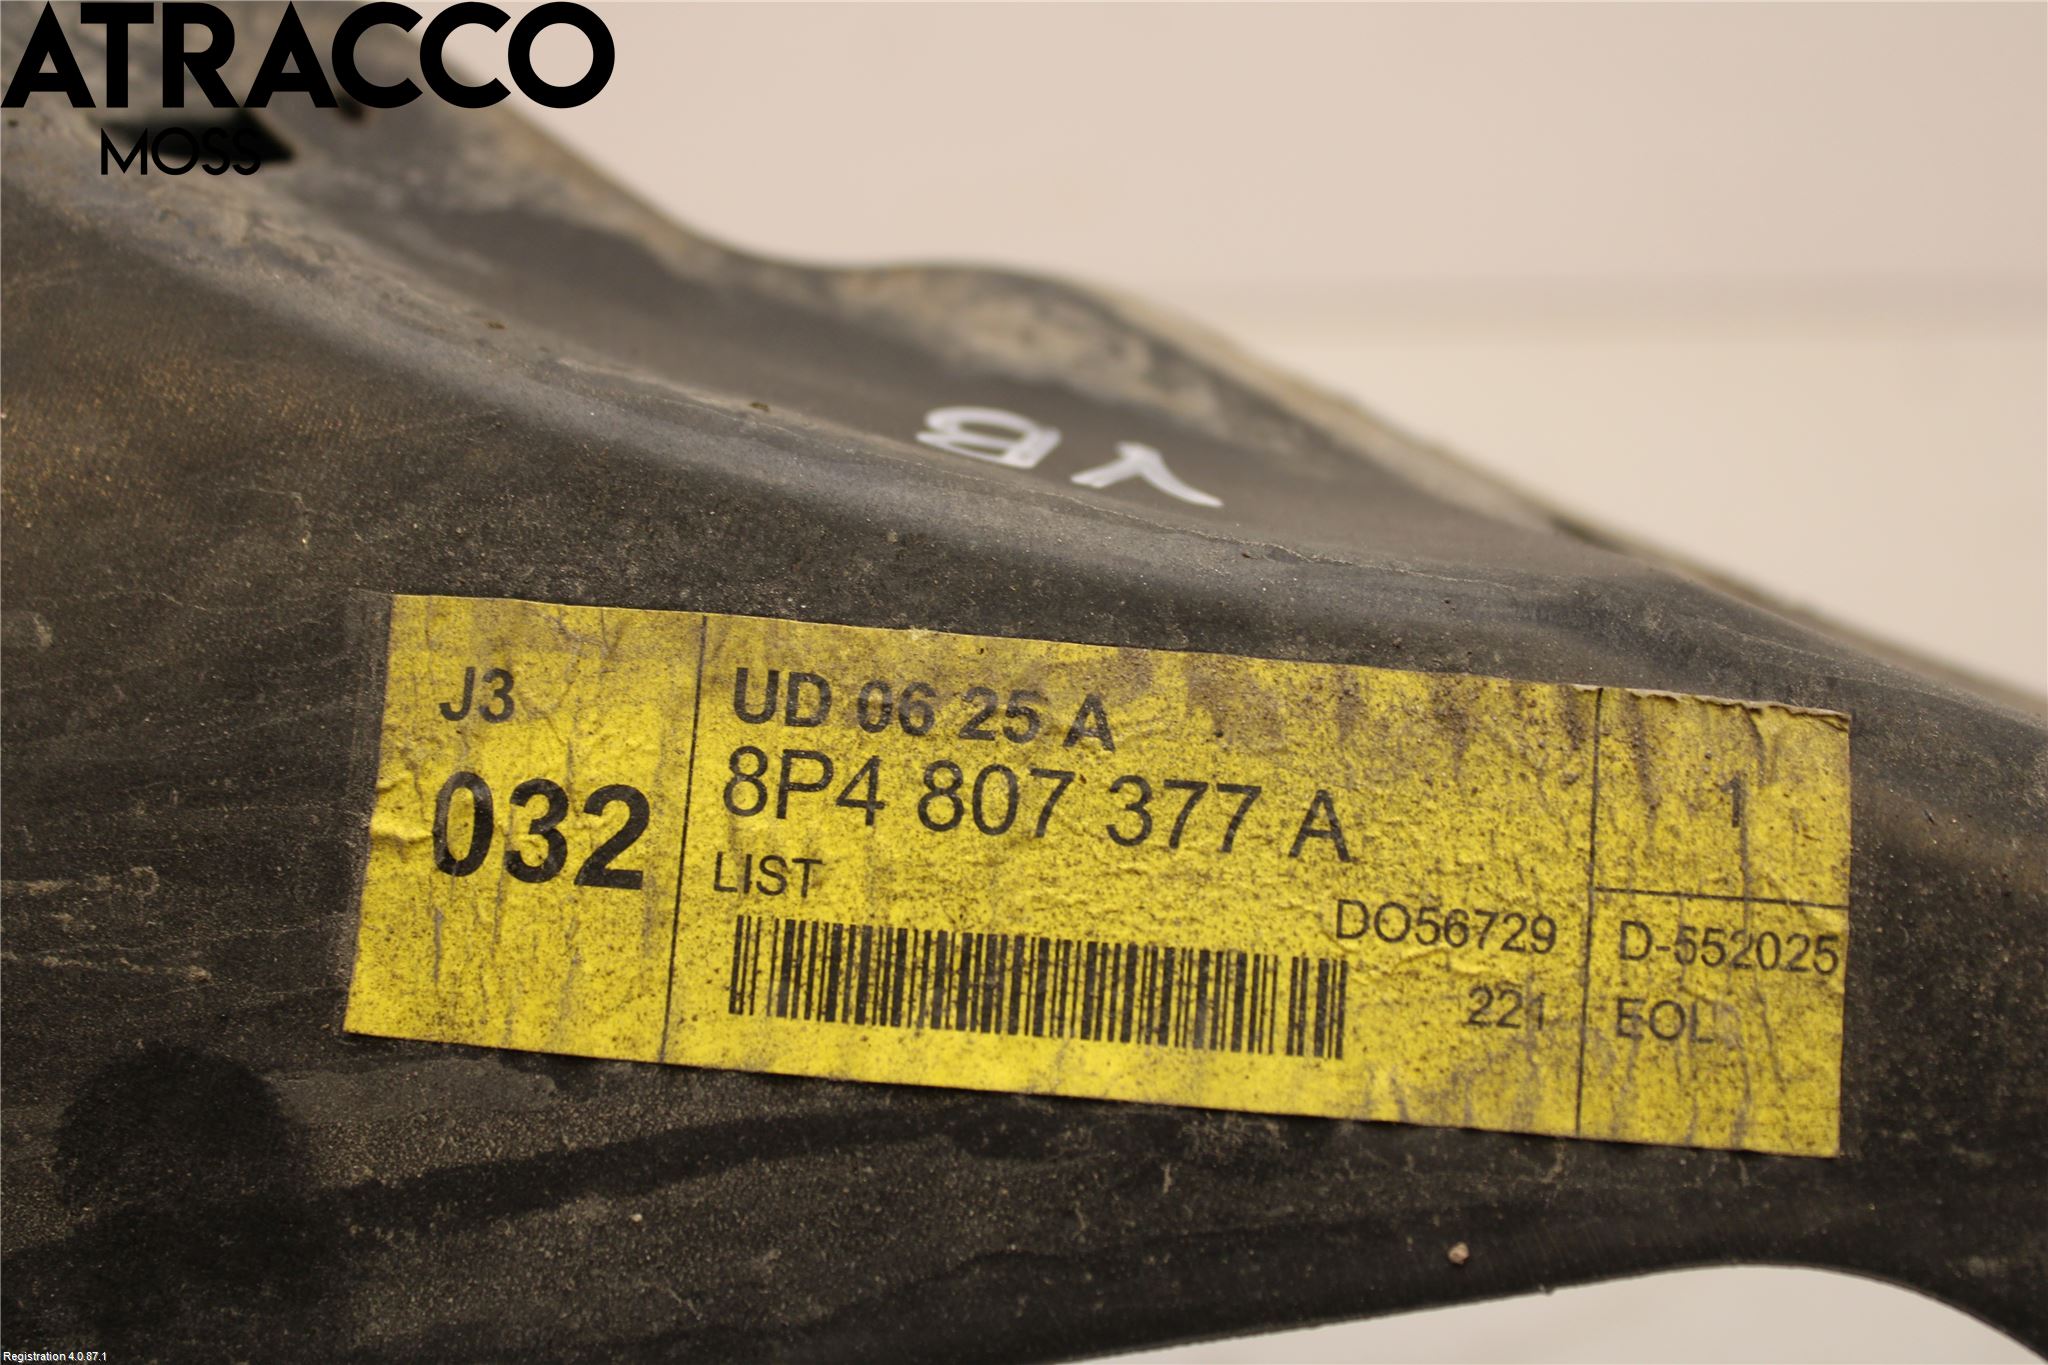 ATRACCO
MOSS
VB
J3
032
UD 06 25 A
8P4 807 377 A
LIST
DO56729
221
1
D-552025
EOL
Registration 4.0.87.1